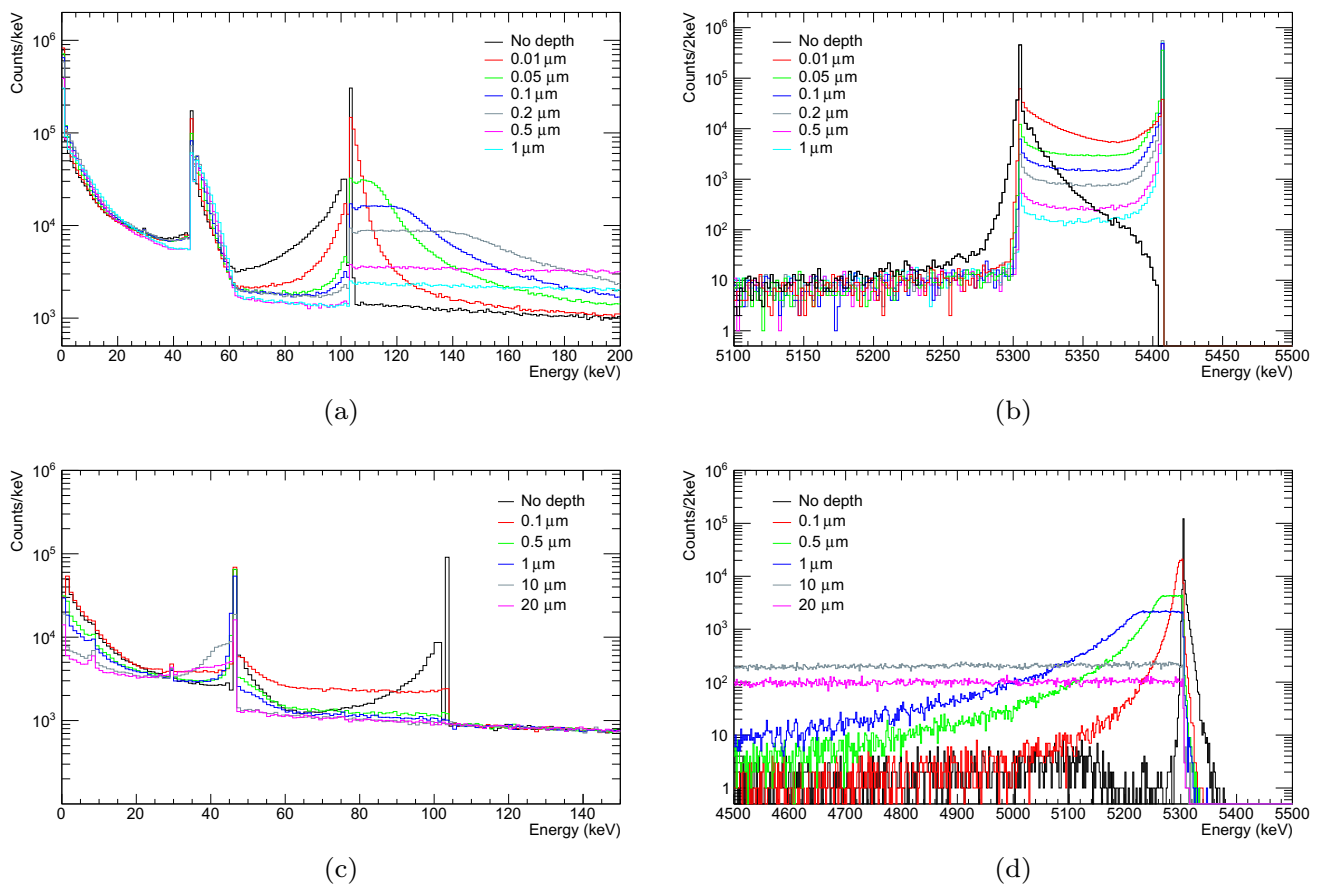 Counts/keV
10⁶
10⁵
10⁴
10³
No depth
0.01 μm
0.05 μm
0.1 μm
0.2 μm
0.5 μm
1 μm
0 20 40 60 80 100 120 140 160 180 200
Energy (keV)
(a)
Counts/2keV
10⁶
10⁵
10⁴
10³
10²
10
1
No depth
0.01 μm
0.05 μm
0.1 μm
0.2 μm
0.5 μm
1 μm
5100 5150 5200 5250 5300 5350 5400 5450 5500
Energy (keV)
(b)
Counts/keV
10⁶
10⁵
10⁴
10³
No depth
0.1 μm
0.5 μm
1 μm
10 μm
20 μm
0 20 40 60 80 100 120 140
Energy (keV)
(c)
Counts/2keV
10⁶
10⁵
10⁴
10³
10²
10
1
No depth
0.1 μm
0.5 μm
1 μm
10 μm
20 μm
4500 4600 4700 4800 4900 5000 5100 5200 5300 5400 5500
Energy (keV)
(d)